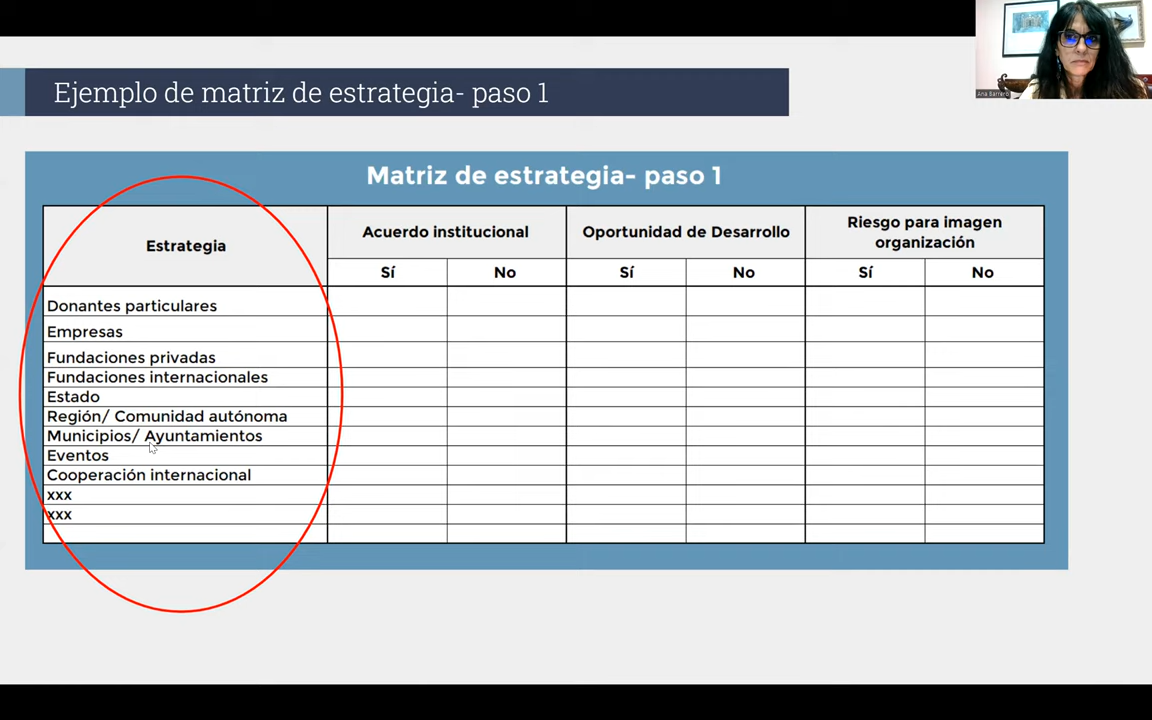 Ejemplo de matriz de estrategia- paso 1
Ana Barrero
Matriz de estrategia- paso 1
Estrategia
Acuerdo institucional
Oportunidad de Desarrollo
Riesgo para imagen
organización
Sí
No
Sí
No
Sí
No
Donantes particulares
Empresas
Fundaciones privadas
Fundaciones internacionales
Estado
Región/ Comunidad autónoma
Municipios/ Ayuntamientos
Eventos
Cooperación internacional
xxx
xxx